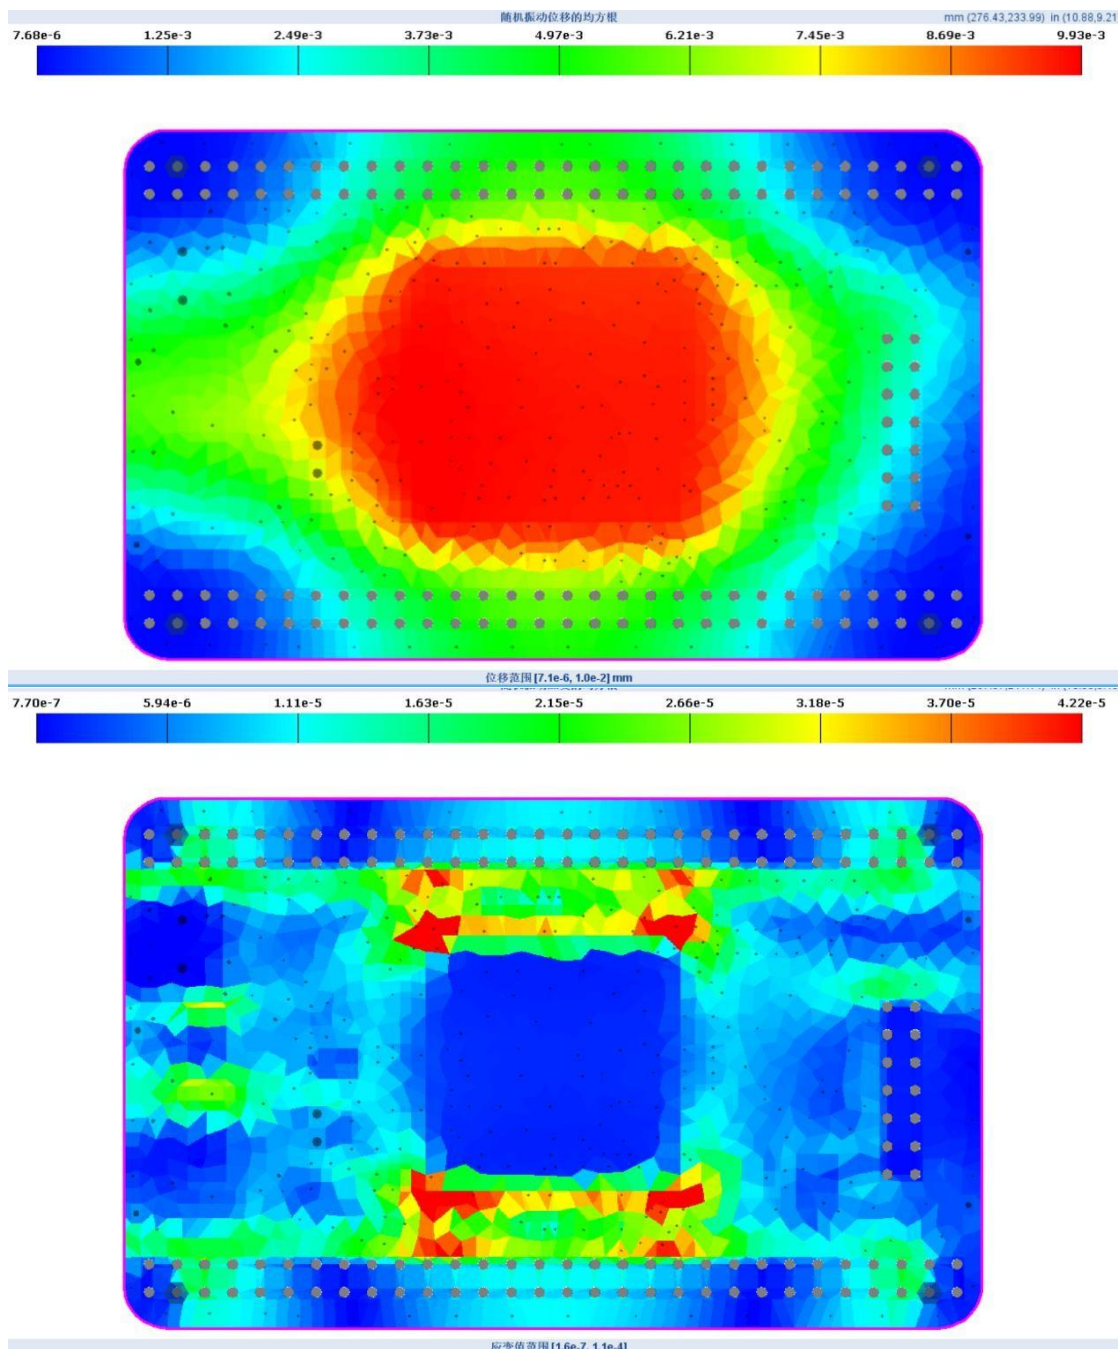 随机振动位移的均方根 mm (276.43,233.99) in (10.88,9.21
7.68e-6 1.25e-3 2.49e-3 3.73e-3 4.97e-3 6.21e-3 7.45e-3 8.69e-3 9.93e-3
位移范围[7.1e-6, 1.0e-2] mm
7.70e-7 5.94e-6 1.11e-5 1.63e-5 2.15e-5 2.66e-5 3.18e-5 3.70e-5 4.22e-5
应变值范围[1.6e-7, 1.1e-4]